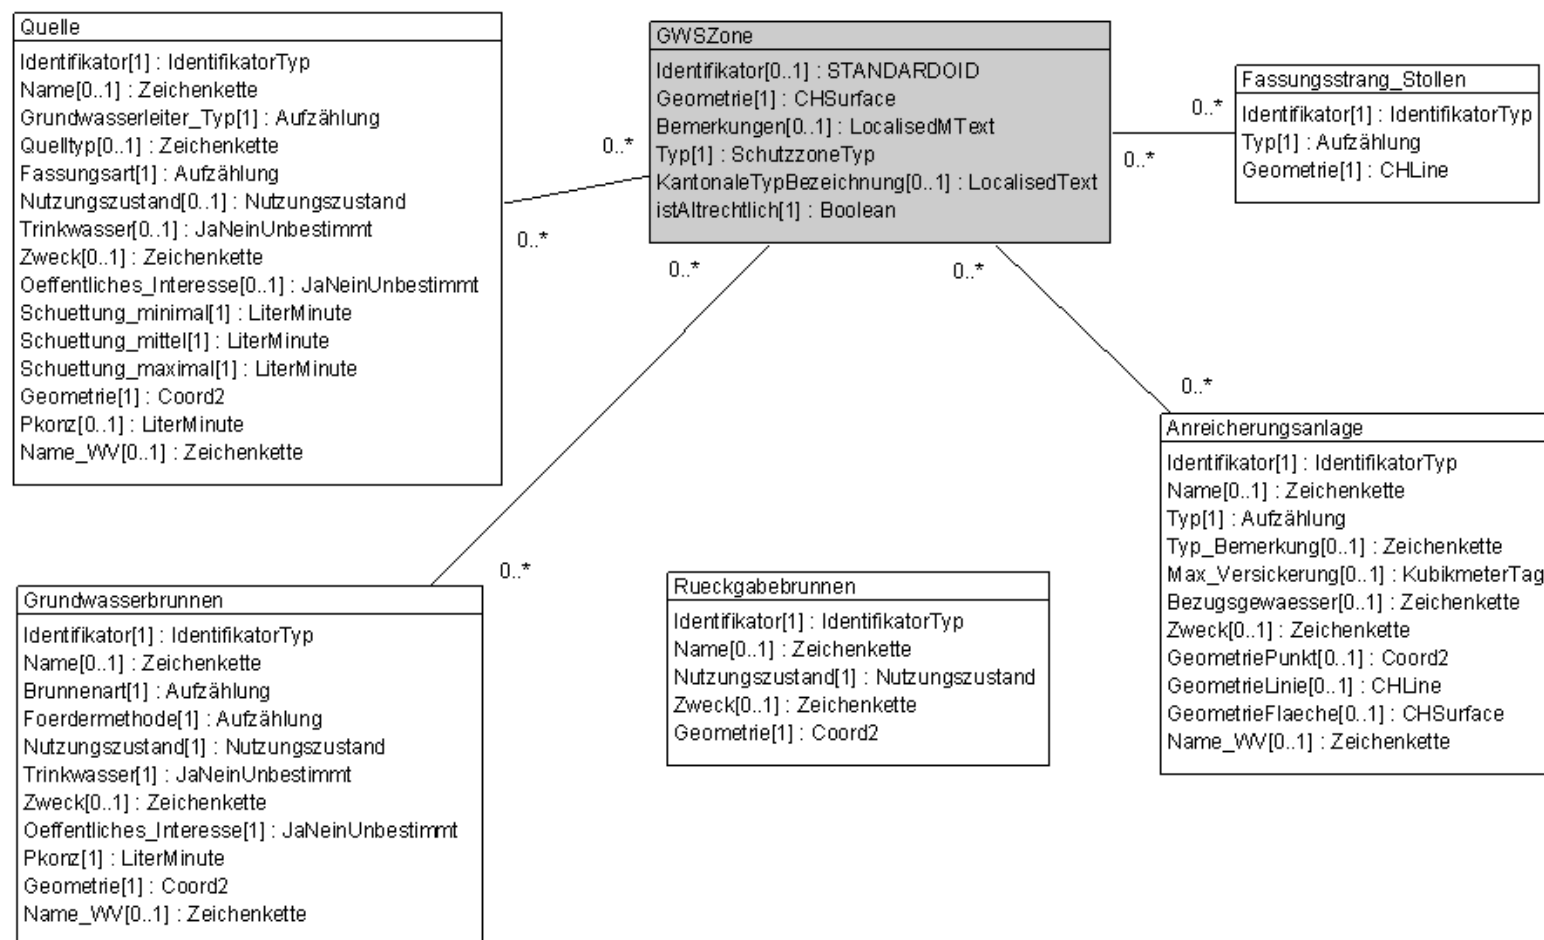 Quelle
Identifikator[1] : IdentifikatorTyp
Name[0..1] : Zeichenkette
Grundwasserleiter_Typ[1] : Aufzählung
Quelltyp[0..1] : Zeichenkette
Fassungsart[1] : Aufzählung
Nutzungszustand[0..1] : Nutzungszustand
Trinkwasser[0..1] : JaNeinUnbestimmt
Zweck[0..1] : Zeichenkette
Oeffentliches_Interesse[0..1] : JaNeinUnbestimmt
Schuettung_minimal[1] : LiterMinute
Schuettung_mittel[1] : LiterMinute
Schuettung_maximal[1] : LiterMinute
Geometrie[1] : Coord2
Pkonz[0..1] : LiterMinute
Name_WV[0..1] : Zeichenkette
0..*
0..*
GWSZone
Identifikator[0..1] : STANDARDOID
Geometrie[1] : CHSurface
Bemerkungen[0..1] : LocalisedMText
Typ[1] : SchutzzoneTyp
KantonaleTypBezeichnung[0..1] : LocalisedText
istAltrechtlich[1] : Boolean
0..*
0..*
0..*
0..*
Fassungsstrang_Stollen
Identifikator[1] : IdentifikatorTyp
Typ[1] : Aufzählung
Geometrie[1] : CHLine
0..*
Anreicherungsanlage
Identifikator[1] : IdentifikatorTyp
Name[0..1] : Zeichenkette
Typ[1] : Aufzählung
Typ_Bemerkung[0..1] : Zeichenkette
Max_Versickerung[0..1] : KubikmeterTag
Bezugsgewaesser[0..1] : Zeichenkette
Zweck[0..1] : Zeichenkette
GeometriePunkt[0..1] : Coord2
GeometrieLinie[0..1] : CHLine
GeometrieFlaeche[0..1] : CHSurface
Name_WV[0..1] : Zeichenkette
0..*
Grundwasserbrunnen
Identifikator[1] : IdentifikatorTyp
Name[0..1] : Zeichenkette
Brunnenart[1] : Aufzählung
Foerdermethode[1] : Aufzählung
Nutzungszustand[1] : Nutzungszustand
Trinkwasser[1] : JaNeinUnbestimmt
Zweck[0..1] : Zeichenkette
Oeffentliches_Interesse[1] : JaNeinUnbestimmt
Pkonz[1] : LiterMinute
Geometrie[1] : Coord2
Name_WV[0..1] : Zeichenkette
Rueckgabebrunnen
Identifikator[1] : IdentifikatorTyp
Name[0..1] : Zeichenkette
Nutzungszustand[1] : Nutzungszustand
Zweck[0..1] : Zeichenkette
Geometrie[1] : Coord2